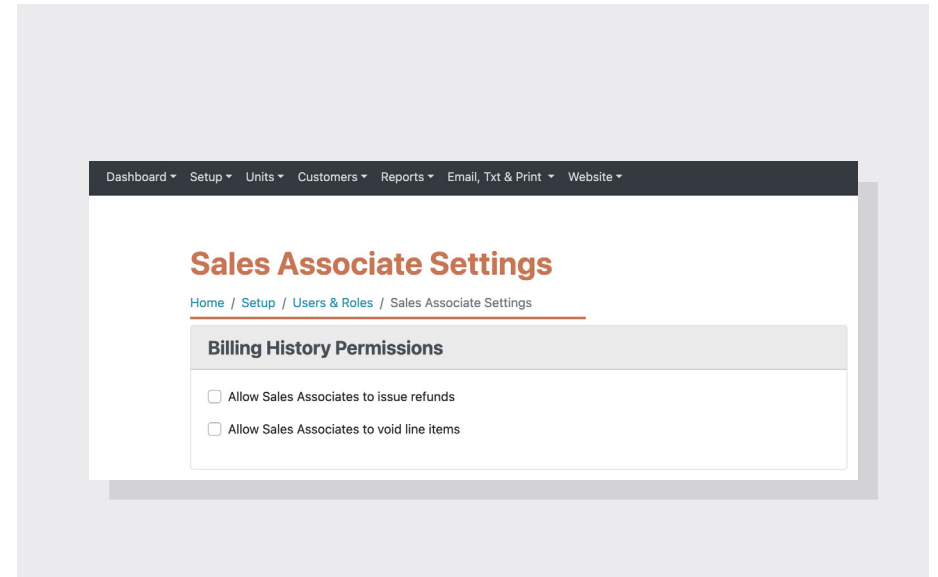 Dashboard Setup Units Customers Reports Email, Txt & Print Website
Sales Associate Settings
Home / Setup / Users & Roles / Sales Associate Settings
Billing History Permissions
Allow Sales Associates to issue refunds
Allow Sales Associates to void line items